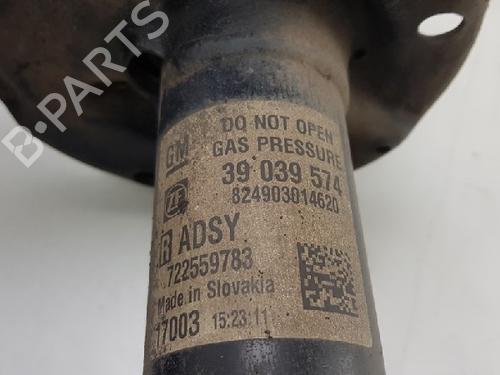 DO NOT OPEN
GM
GAS PRESSURE
39 039 574
ZF
824903014620
R ADSY
722559783
Made in Slovakia
17003 15:23:11
B-PARTS